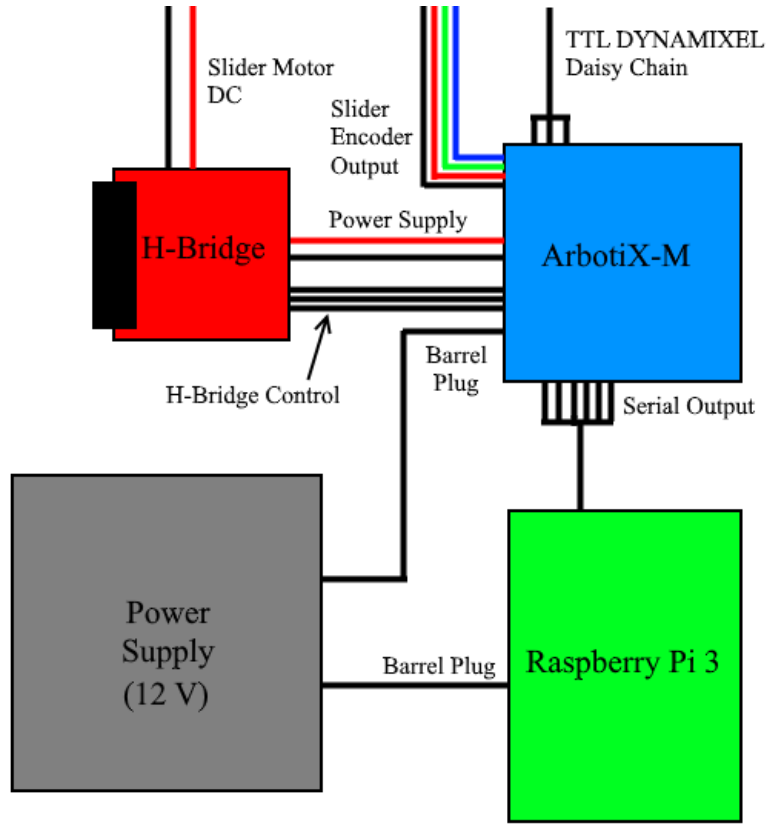 TTL DYNAMIXEL
Daisy Chain
Slider Motor
DC
Slider
Encoder
Output
Power Supply
H-Bridge
ArbotiX-M
Barrel
Plug
H-Bridge Control
Serial Output
Power
Supply
(12 V)
Barrel Plug
Raspberry Pi 3